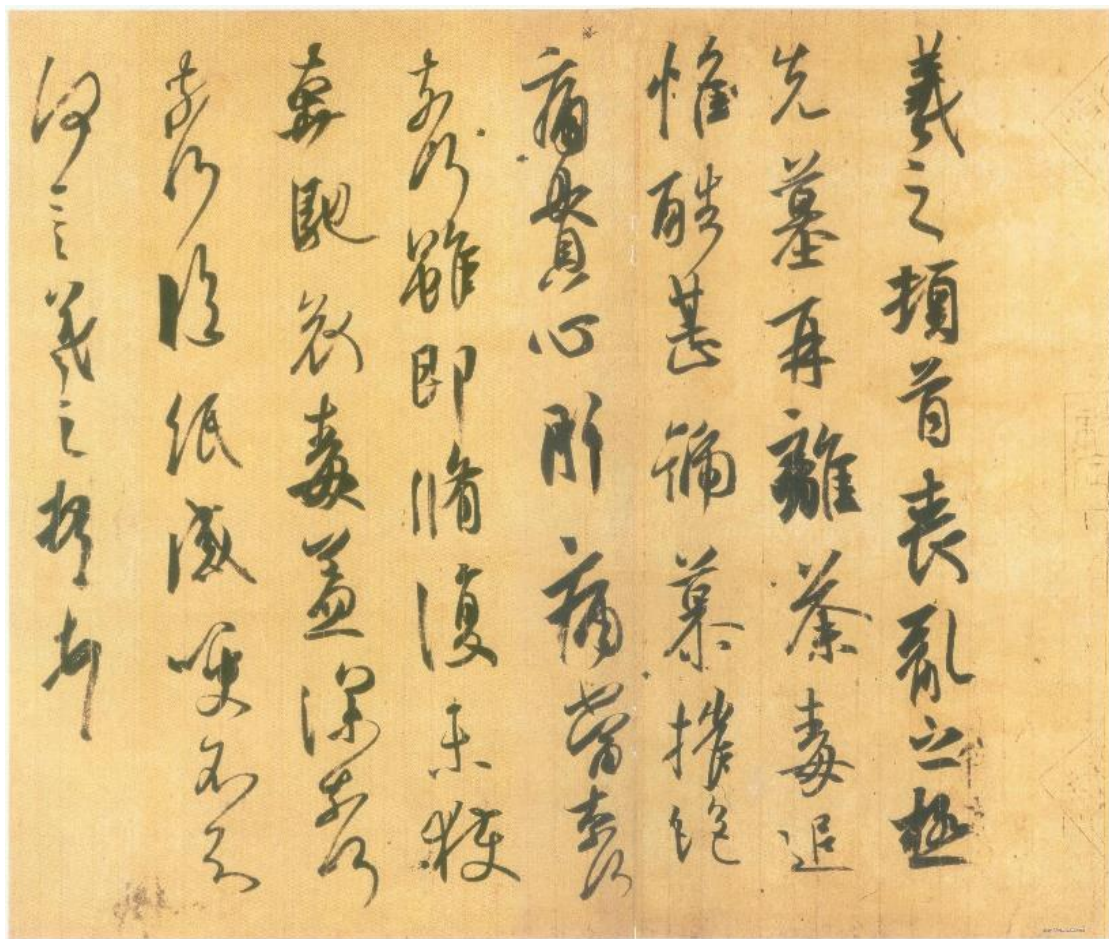 羲之頓首喪亂之極
先墓再離荼毒追
惟酷甚號慕摧絕
痛貫心肝痛當奈何
奈何雖即脩復未獲
奔馳哀毒益深奈何
奈何臨紙感哽不知
何言羲之頓首